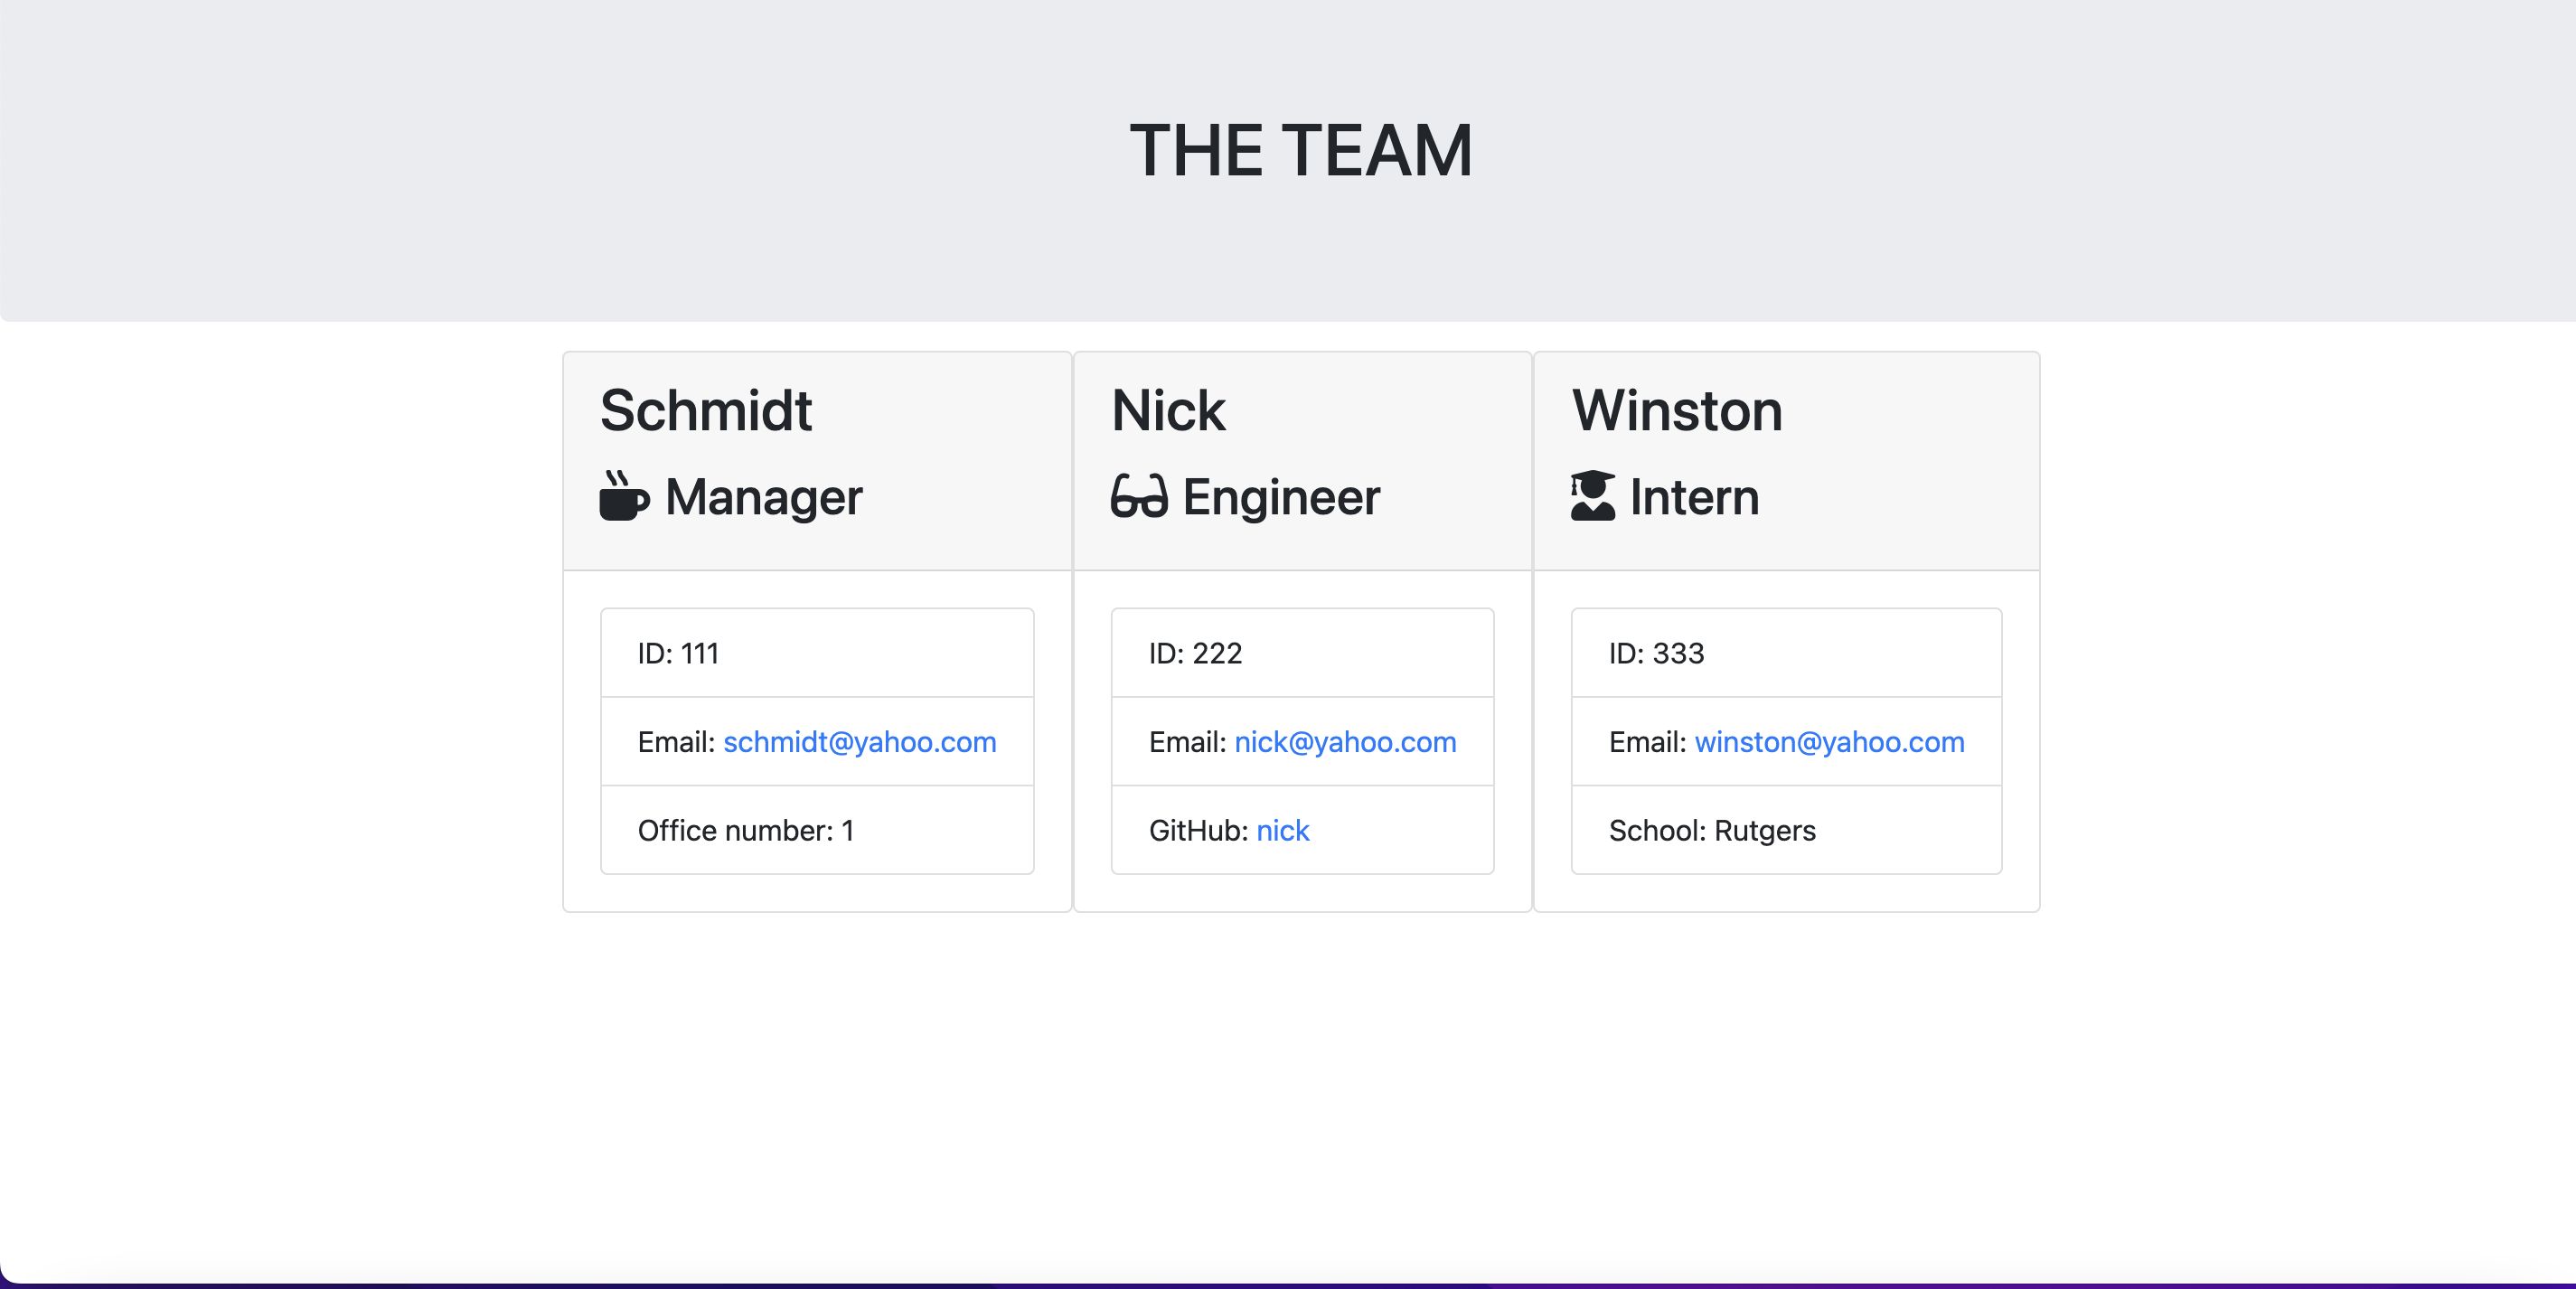 THE TEAM
Schmidt
Manager
ID: 111
Email: schmidt@yahoo.com
Office number: 1
Nick
Engineer
ID: 222
Email: nick@yahoo.com
GitHub: nick
Winston
Intern
ID: 333
Email: winston@yahoo.com
School: Rutgers